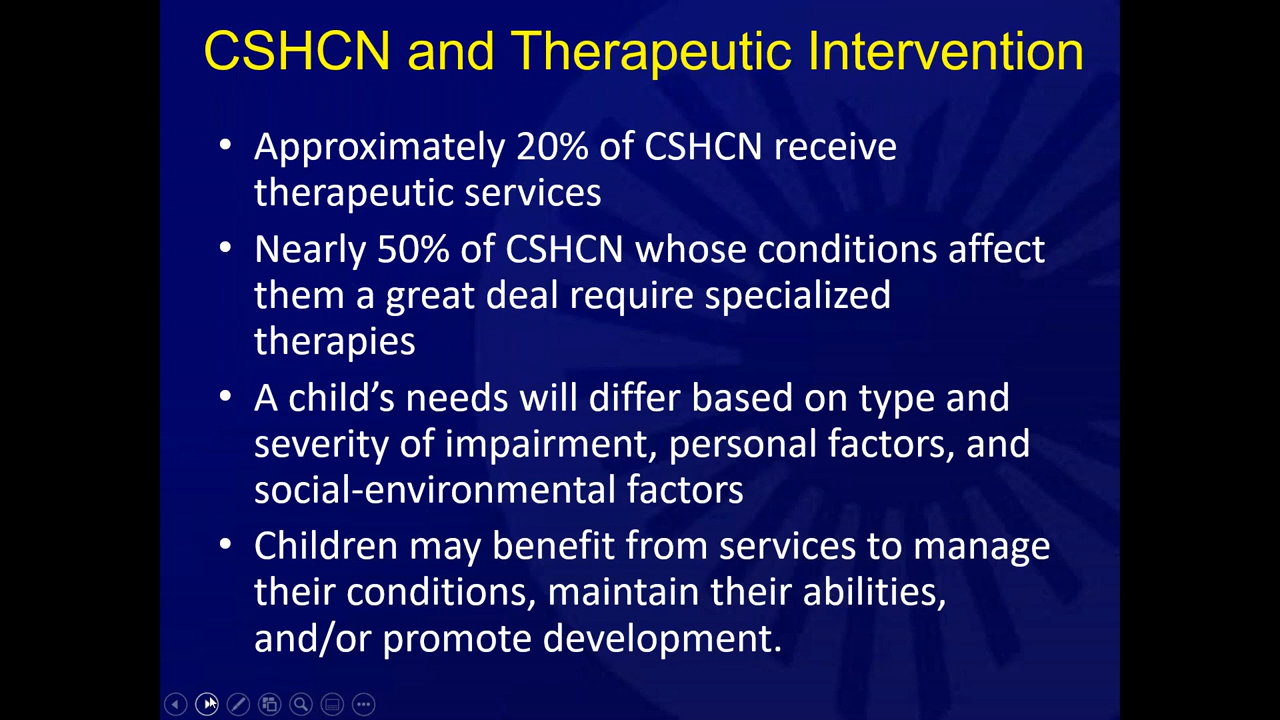 CSHCN and Therapeutic Intervention
• Approximately 20% of CSHCN receive
therapeutic services
• Nearly 50% of CSHCN whose conditions affect
them a great deal require specialized
therapies
• A child’s needs will differ based on type and
severity of impairment, personal factors, and
social-environmental factors
• Children may benefit from services to manage
their conditions, maintain their abilities,
and/or promote development.